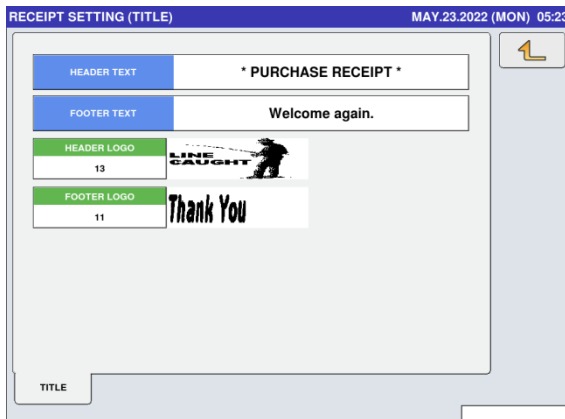 RECEIPT SETTING (TITLE) MAY.23.2022 (MON) 05:23
HEADER TEXT * PURCHASE RECEIPT *
FOOTER TEXT Welcome again.
HEADER LOGO
13
LINE
CAUGHT
FOOTER LOGO
11
Thank You
TITLE